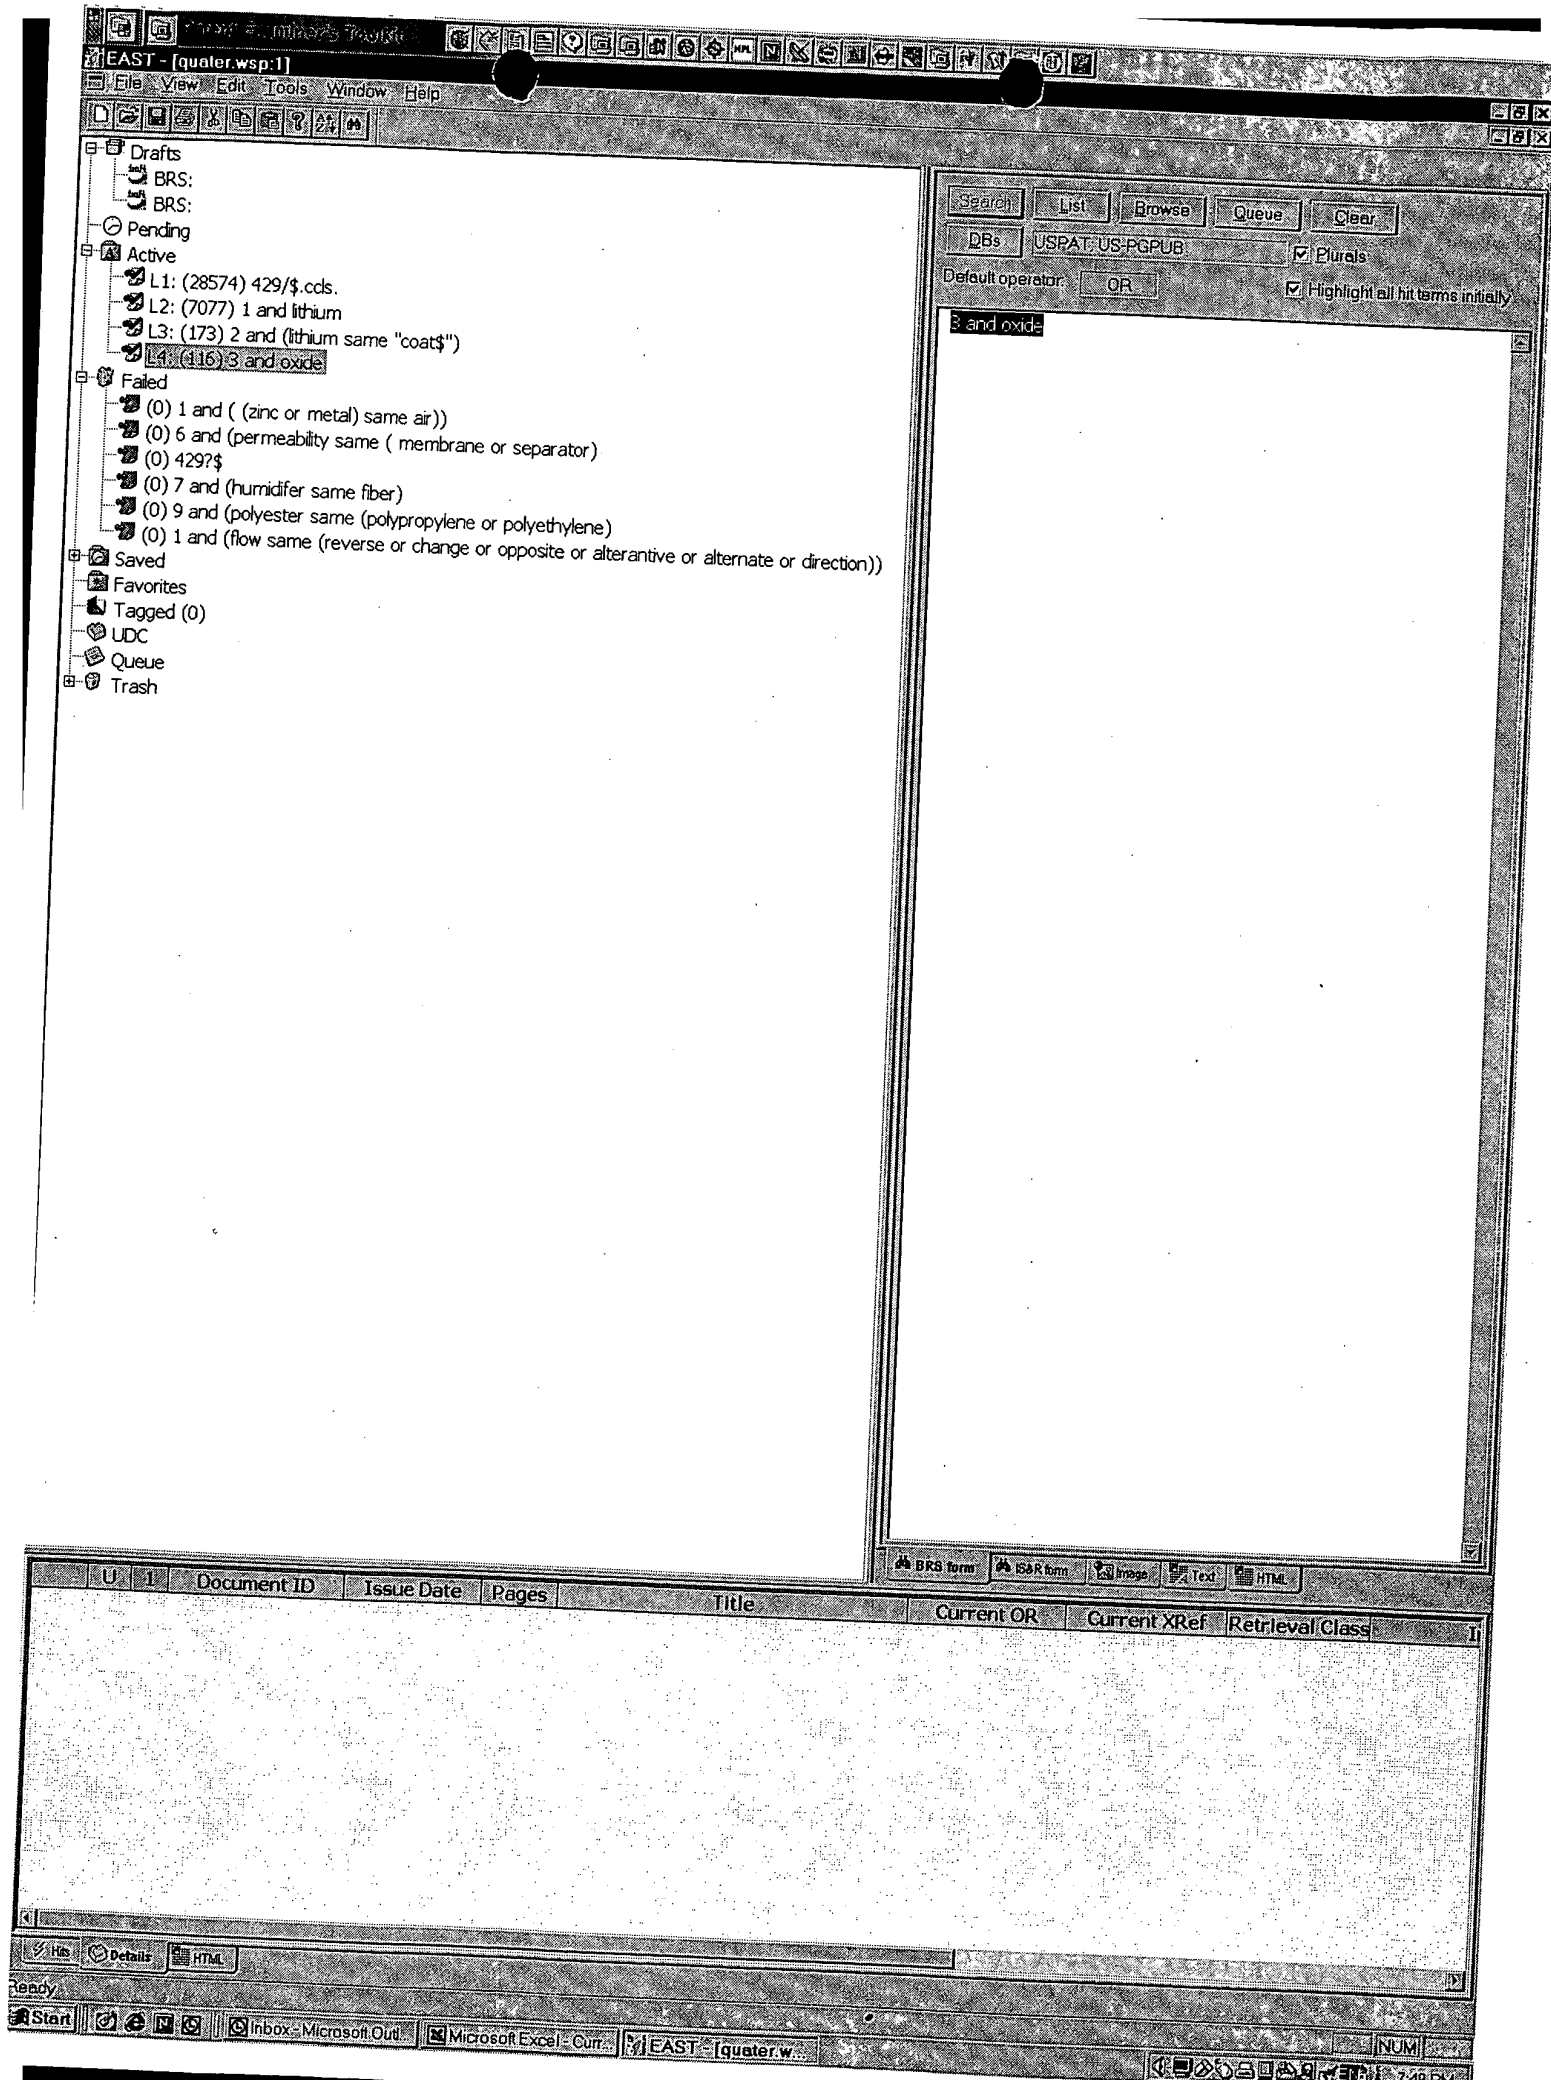 EAST - [quater.wsp:1]
File View Edit Tools Window Help
Drafts
BRS:
BRS:
Pending
Active
L1: (28574) 429/$.ccls.
L2: (7077) 1 and lithium
L3: (173) 2 and (lithium same "coat$")
L4: (116) 3 and oxide
Failed
(0) 1 and ( (zinc or metal) same air))
(0) 6 and (permeability same ( membrane or separator)
(0) 429?$
(0) 7 and (humidifer same fiber)
(0) 9 and (polyester same (polypropylene or polyethylene)
(0) 1 and (flow same (reverse or change or opposite or alterantive or alternate or direction))
Saved
Favorites
Tagged (0)
UDC
Queue
Trash
Search List Browse Queue Clear
DBs USPAT; US-PGPUB Plurals
Default operator: OR Highlight all hit terms initially
3 and oxide
BRS form IS&R form Image Text HTML
U 1 Document ID Issue Date Pages Title Current OR Current XRef Retrieval Class
Hits Details HTML
Ready
NUM
Start Inbox - Microsoft Outl... Microsoft Excel - Curr... EAST - [quater.w...
7:49 PM